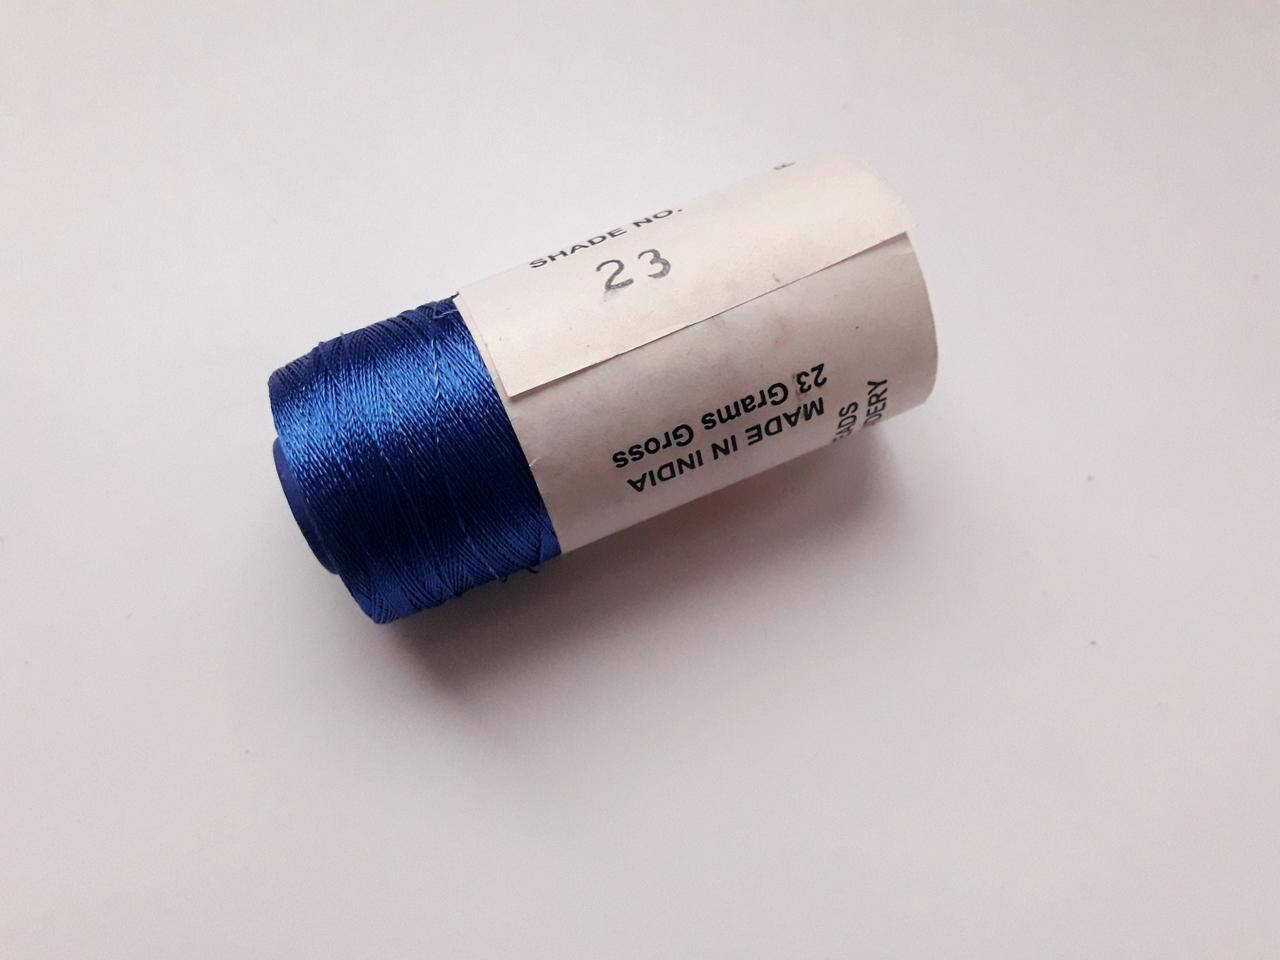 SHADE NO.
23
23 Grams Gross
MADE IN INDIA